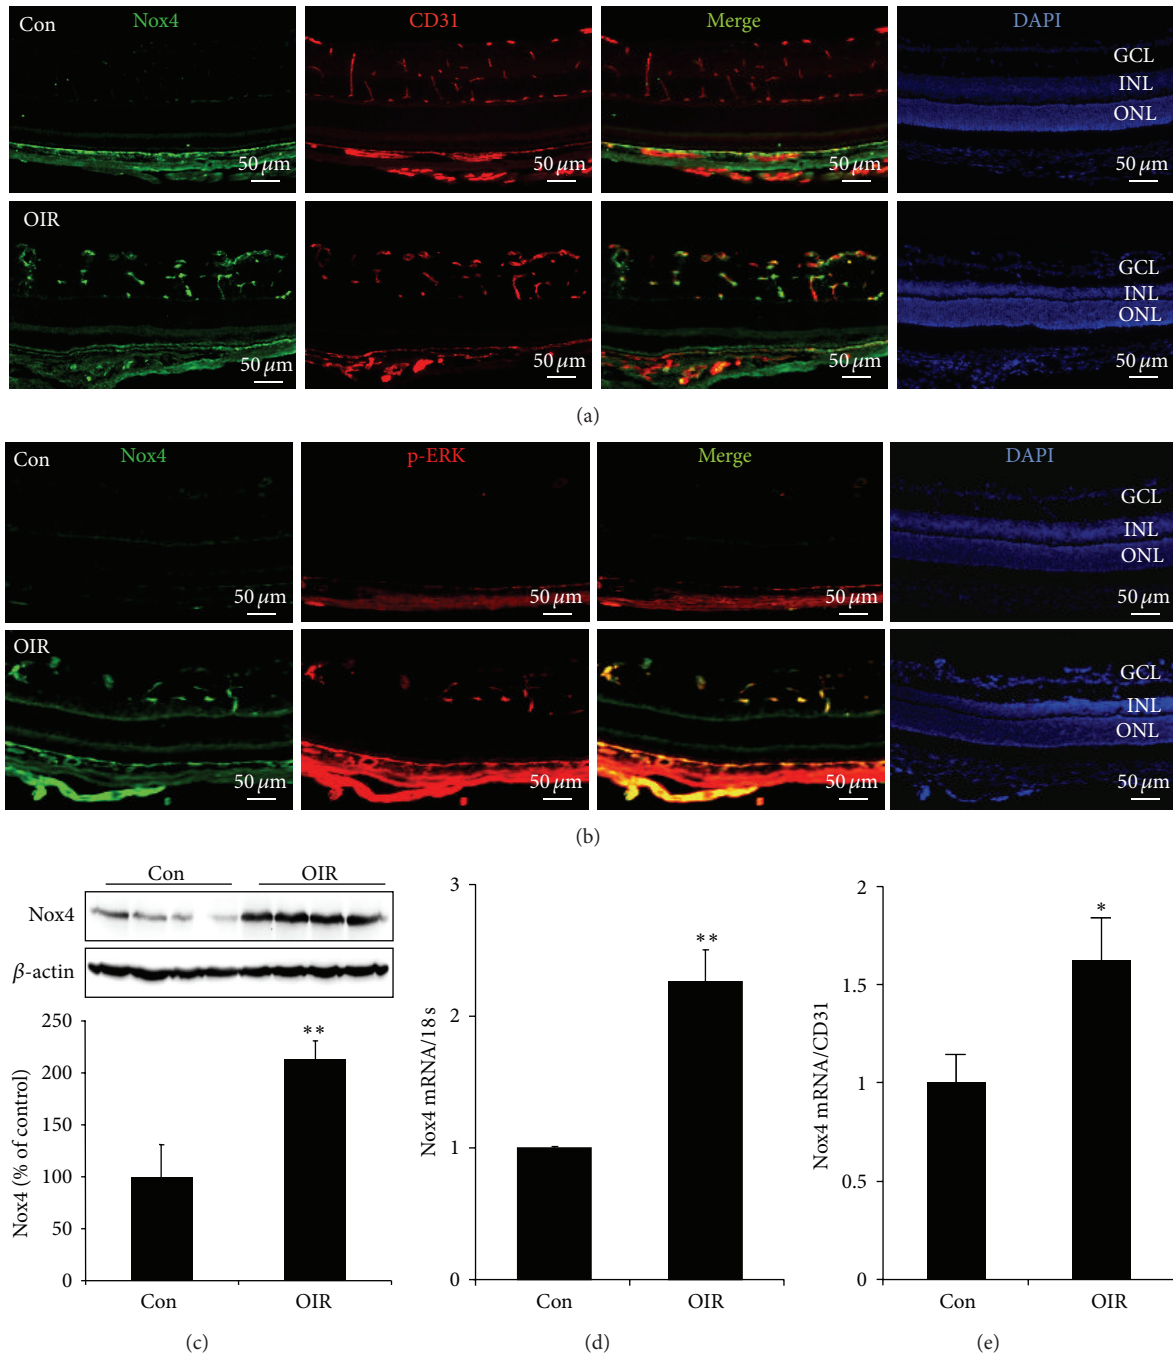 Con Nox4 CD31 Merge DAPI
GCL
INL
ONL
50 µm 50 µm 50 µm 50 µm
OIR
GCL
INL
ONL
50 µm 50 µm 50 µm 50 µm
(a)
Con Nox4 p-ERK Merge DAPI
GCL
INL
ONL
50 µm 50 µm 50 µm 50 µm
OIR
GCL
INL
ONL
50 µm 50 µm 50 µm 50 µm
(b)
Con OIR
Nox4
β-actin
Nox4 (% of control)
250
200
150
100
50
0
**
Con OIR
(c)
Nox4 mRNA/18 s
3
2
1
0
**
Con OIR
(d)
Nox4 mRNA/CD31
2
1.5
1
0.5
0
*
Con OIR
(e)